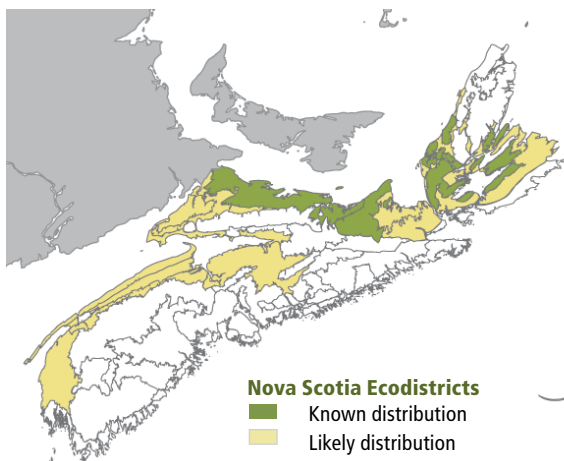 Nova Scotia Ecodistricts
Known distribution
Likely distribution